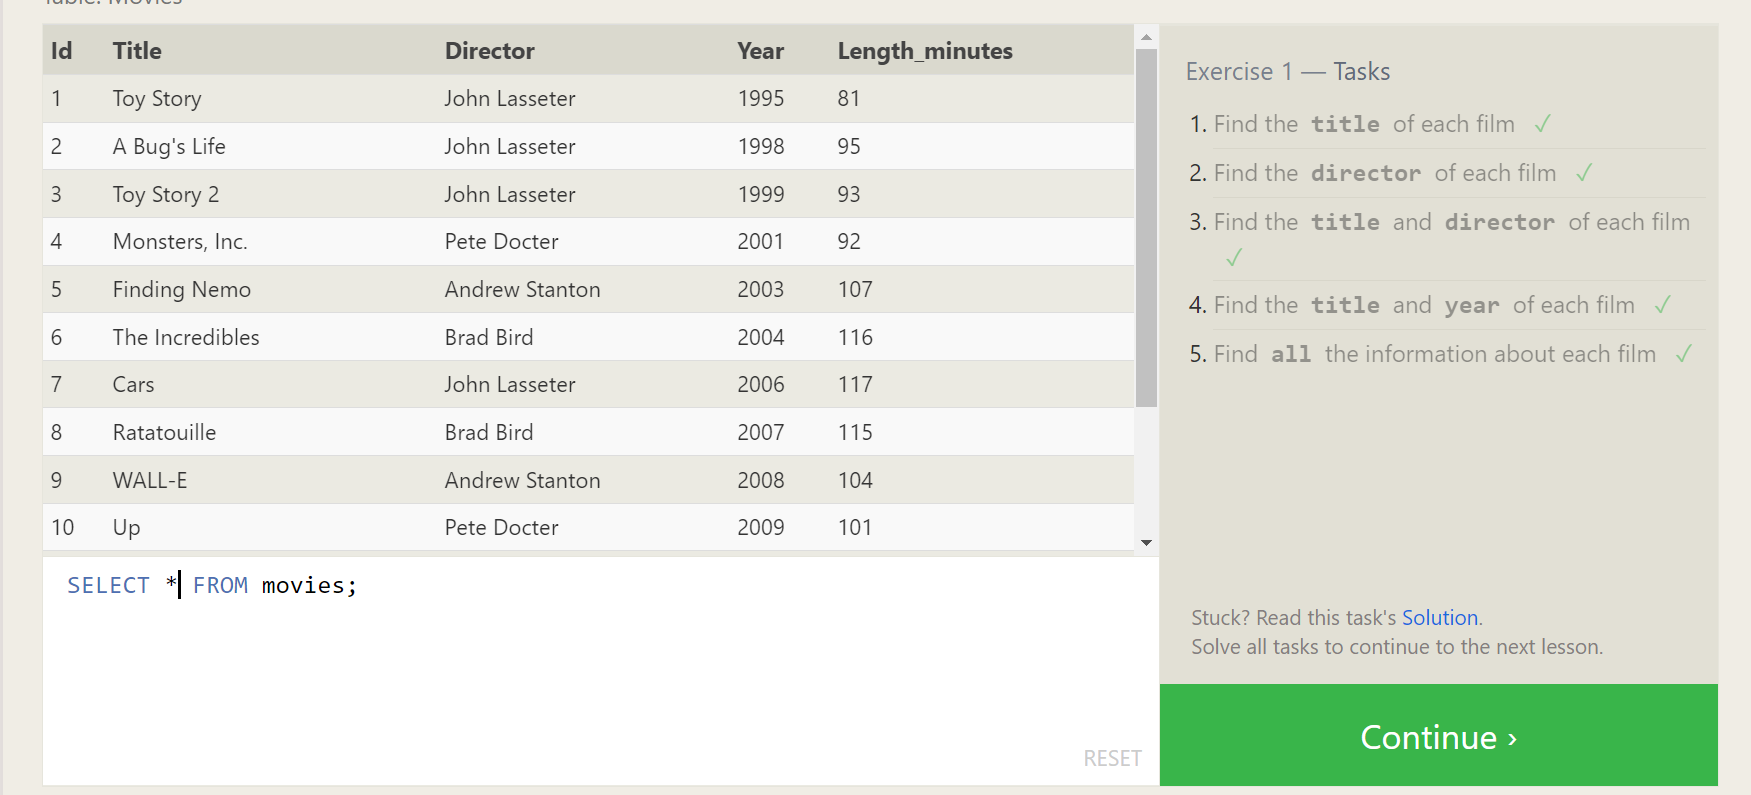 Table: Movies
Id Title Director Year Length_minutes
1 Toy Story John Lasseter 1995 81
2 A Bug's Life John Lasseter 1998 95
3 Toy Story 2 John Lasseter 1999 93
4 Monsters, Inc. Pete Docter 2001 92
5 Finding Nemo Andrew Stanton 2003 107
6 The Incredibles Brad Bird 2004 116
7 Cars John Lasseter 2006 117
8 Ratatouille Brad Bird 2007 115
9 WALL-E Andrew Stanton 2008 104
10 Up Pete Docter 2009 101
SELECT * FROM movies;
RESET
Exercise 1 — Tasks
1. Find the title of each film ✓
2. Find the director of each film ✓
3. Find the title and director of each film
✓
4. Find the title and year of each film ✓
5. Find all the information about each film ✓
Stuck? Read this task's Solution.
Solve all tasks to continue to the next lesson.
Continue ›